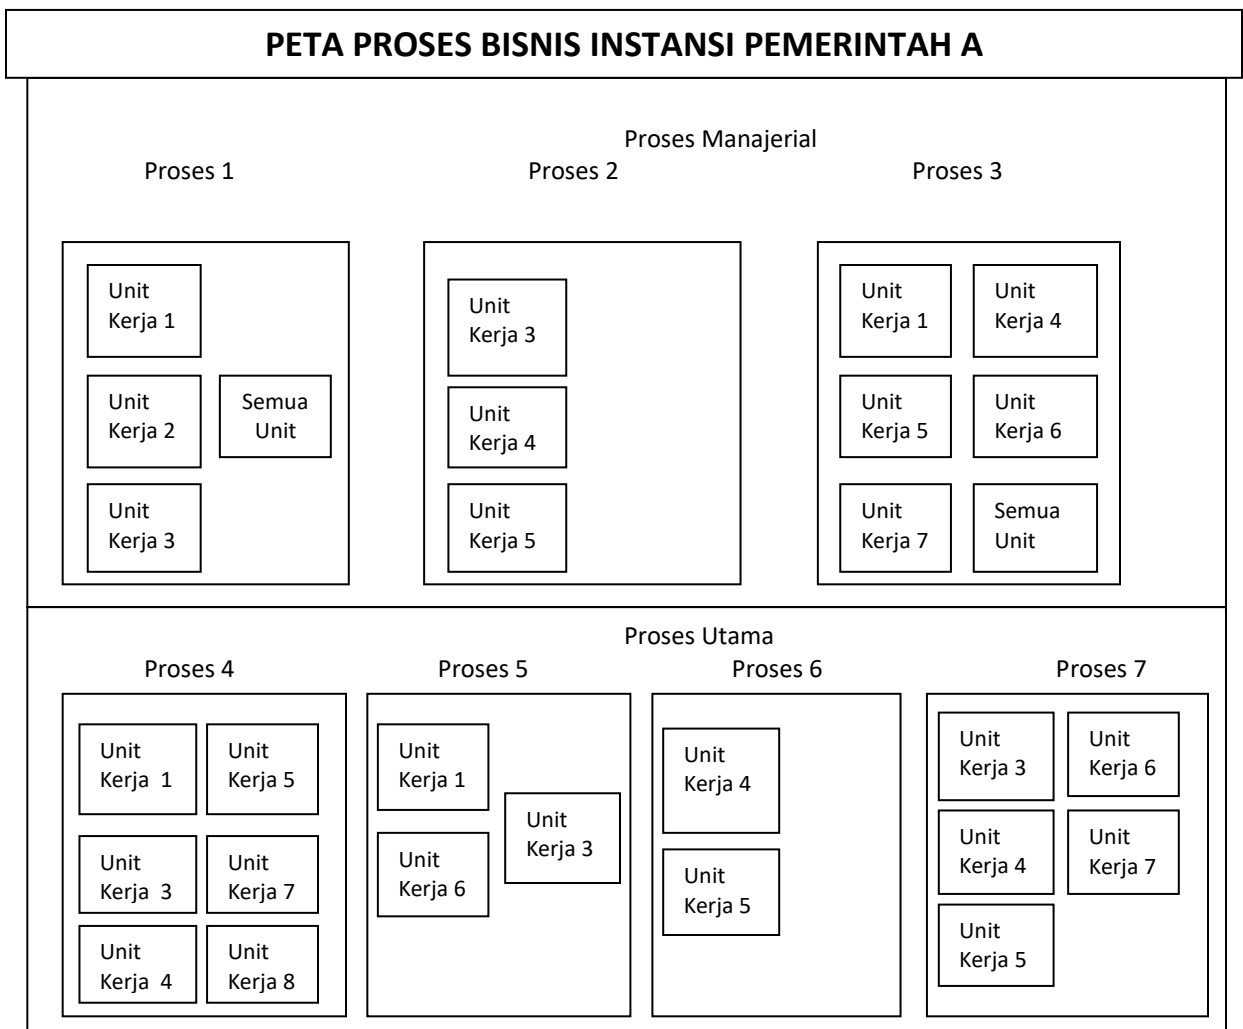 PETA PROSES BISNIS INSTANSI PEMERINTAH A
Proses Manajerial
Proses 1
Proses 2
Proses 3
Unit
Kerja 1
Unit
Kerja 2
Semua
Unit
Unit
Kerja 3
Unit
Kerja 3
Unit
Kerja 4
Unit
Kerja 5
Unit
Kerja 1
Unit
Kerja 4
Unit
Kerja 5
Unit
Kerja 6
Unit
Kerja 7
Semua
Unit
Proses Utama
Proses 4
Proses 5
Proses 6
Proses 7
Unit
Kerja 1
Unit
Kerja 5
Unit
Kerja 3
Unit
Kerja 7
Unit
Kerja 4
Unit
Kerja 8
Unit
Kerja 1
Unit
Kerja 3
Unit
Kerja 6
Unit
Kerja 4
Unit
Kerja 5
Unit
Kerja 3
Unit
Kerja 6
Unit
Kerja 4
Unit
Kerja 7
Unit
Kerja 5